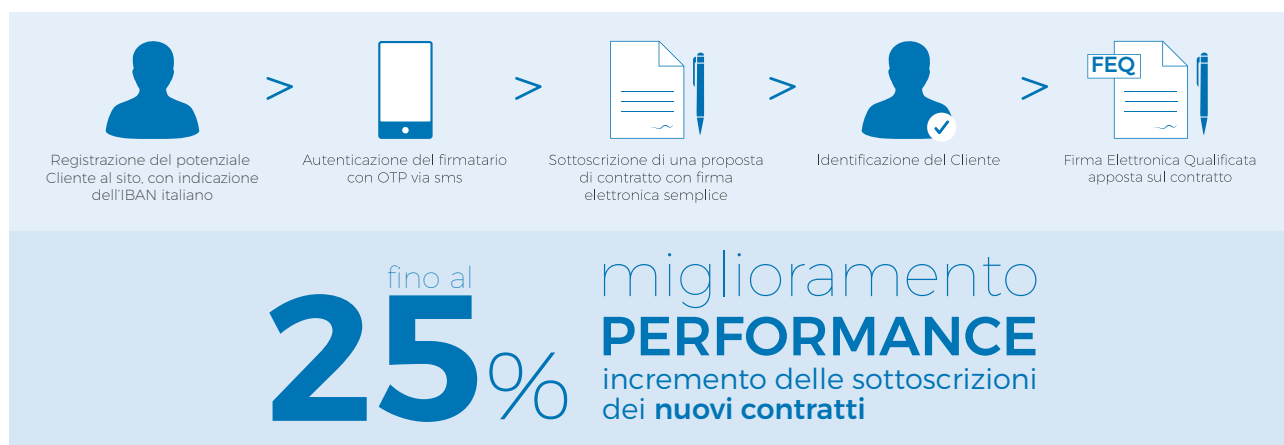 Registrazione del potenziale
Cliente al sito, con indicazione
dell'IBAN italiano
>
Autenticazione del firmatario
con OTP via sms
>
Sottoscrizione di una proposta
di contratto con firma
elettronica semplice
>
Identificazione del Cliente
>
FEQ
Firma Elettronica Qualificata
apposta sul contratto
fino al
25%
miglioramento
PERFORMANCE
incremento delle sottoscrizioni
dei nuovi contratti